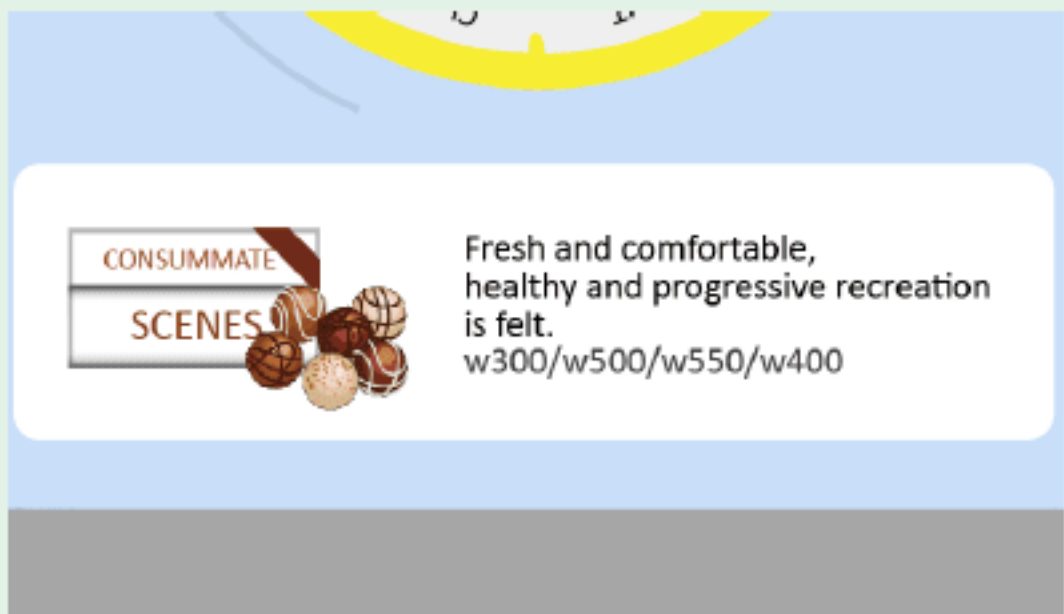 CONSUMMATE
SCENES
Fresh and comfortable,
healthy and progressive recreation
is felt.
w300/w500/w550/w400